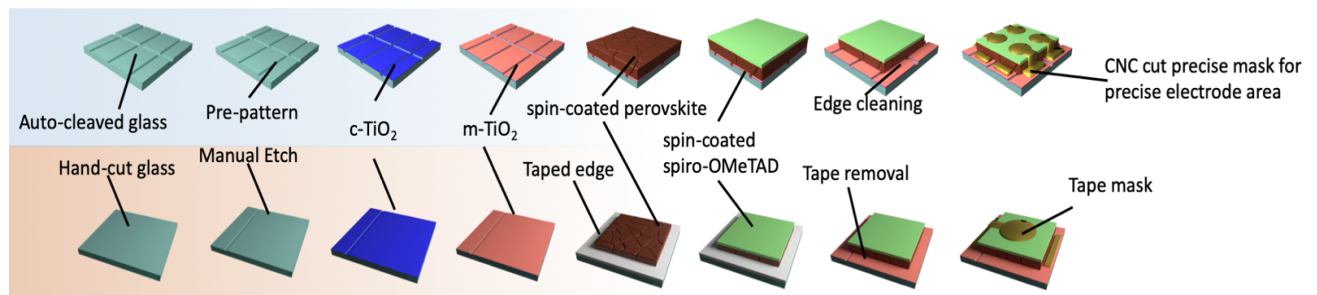 Auto-cleaved glass
Pre-pattern
c-TiO₂
m-TiO₂
spin-coated perovskite
spin-coated
spiro-OMeTAD
Edge cleaning
CNC cut precise mask for
precise electrode area
Hand-cut glass
Manual Etch
Taped edge
Tape removal
Tape mask